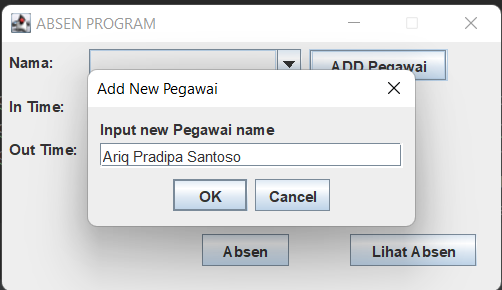 ABSEN PROGRAM
Nama:
ADD Pegawai
Add New Pegawai
In Time:
Input new Pegawai name
Out Time:
Ariq Pradipa Santoso
OK
Cancel
Absen
Lihat Absen